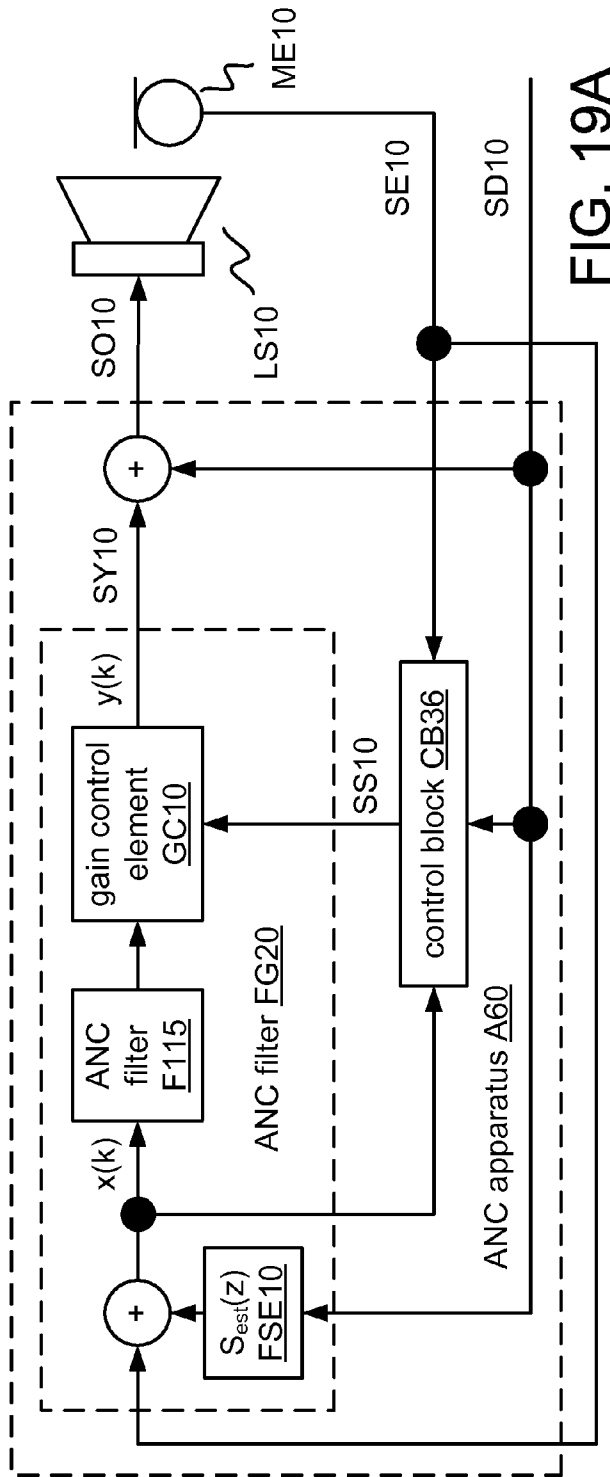 ME10
SE10
SD10
FIG. 19A
SO10
LS10
+
SY10
y(k)
gain control
element
GC10
SS10
control block CB36
ANC
filter
F115
x(k)
ANC filter FG20
ANC apparatus A60
+
Sest(z)
FSE10